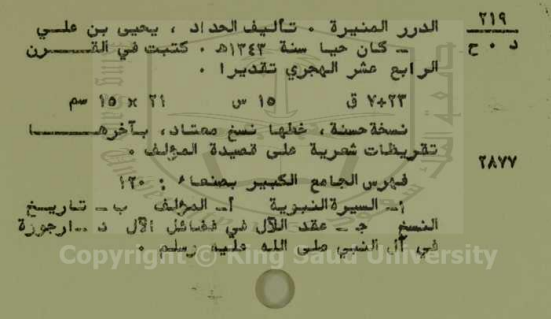 ٢١٩
د . ح
الدرر المنيرة . تأليف الحداد ، يحيى بن علي
- كان حيا سنة ١٣٤٣هـ . كتبت في القرن
الرابع عشر الهجري تقديرا .
٢٣+٧ ق ١٥ س ٢١ × ١٥ سم
٢٨٧٧
نسخة حسنة ، خطها نسخ معتاد ، بآخرها
تقريظات شعرية على قصيدة المؤلف .
فهرس الجامع الكبير بصنعاء : ١٢٠
أ- السيرة النبوية أ- المؤلف ب- تاريخ
النسخ ج- عقد اللآل في فضائل الآل د - ارجوزة
في آل النبي صلى الله عليه وسلم .
Copyright © King Saud University